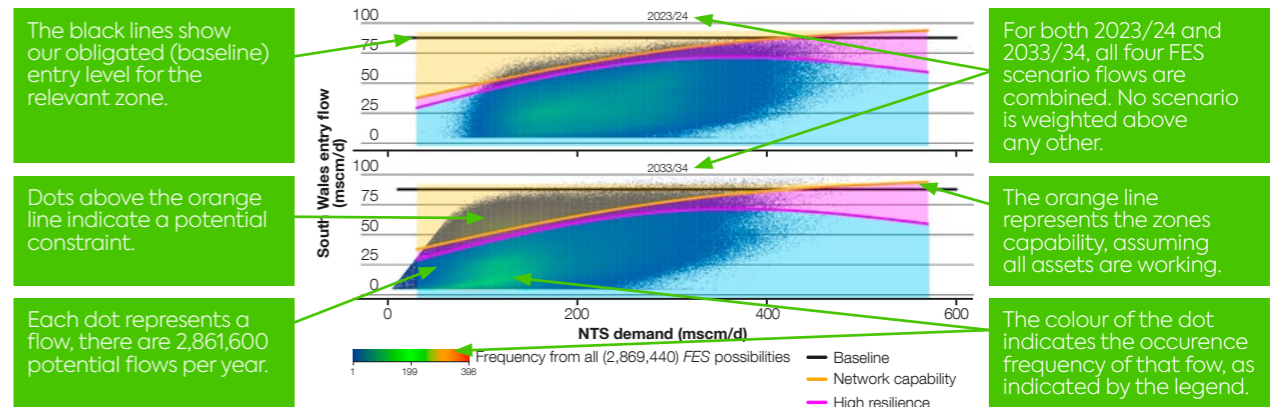 The black lines show
our obligated (baseline)
entry level for the
relevant zone.
Dots above the orange
line indicate a potential
constraint.
Each dot represents a
flow, there are 2,861,600
potential flows per year.
South Wales entry flow
(mscm/d)
2023/24
100
75
50
25
0
2033/34
100
75
50
25
0
0
200
400
600
NTS demand (mscm/d)
Frequency from all (2,869,440) FES possibilities
1
199
398
Baseline
Network capability
High resilience
For both 2023/24 and
2033/34, all four FES
scenario flows are
combined. No scenario
is weighted above
any other.
The orange line
represents the zones
capability, assuming
all assets are working.
The colour of the dot
indicates the occurence
frequency of that fow, as
indicated by the legend.